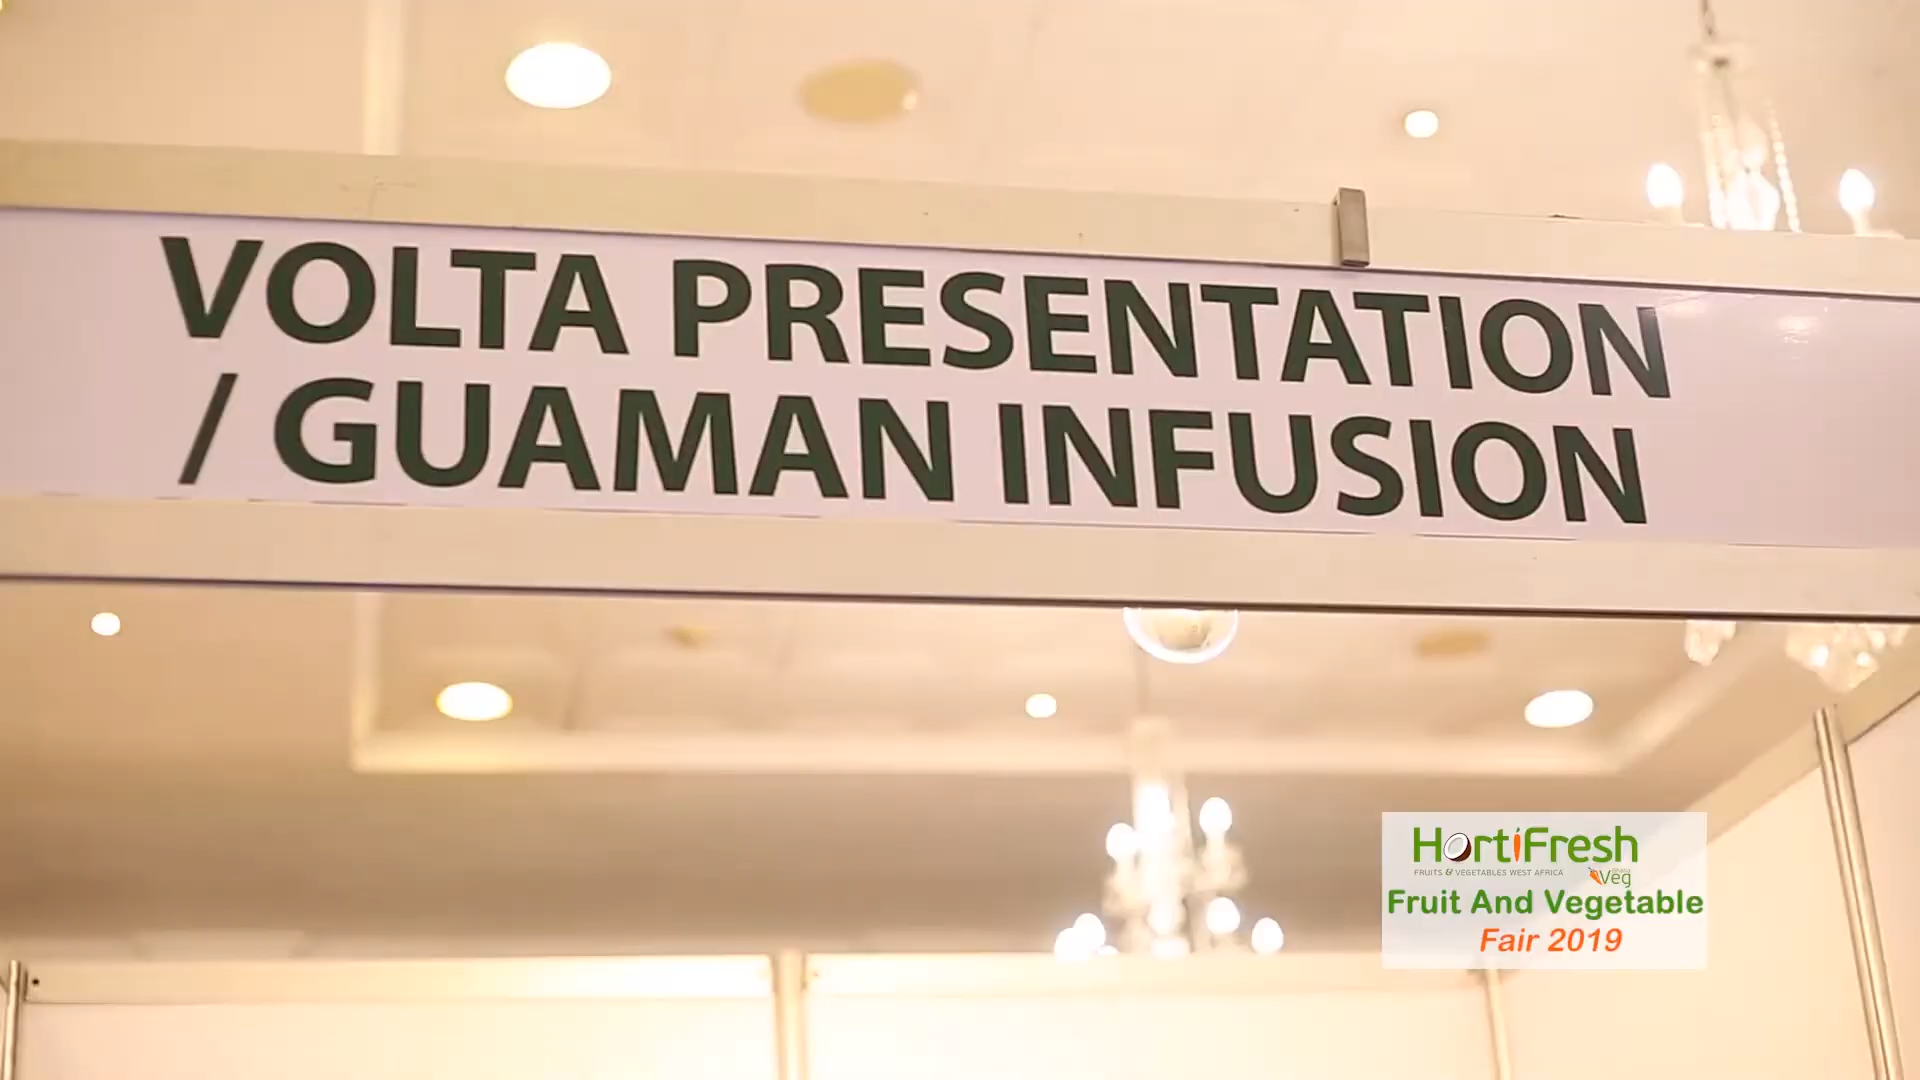 VOLTA PRESENTATION
/ GUAMAN INFUSION
HortiFresh
FRUITS & VEGETABLES WEST AFRICA
Veg
Fruit And Vegetable
Fair 2019